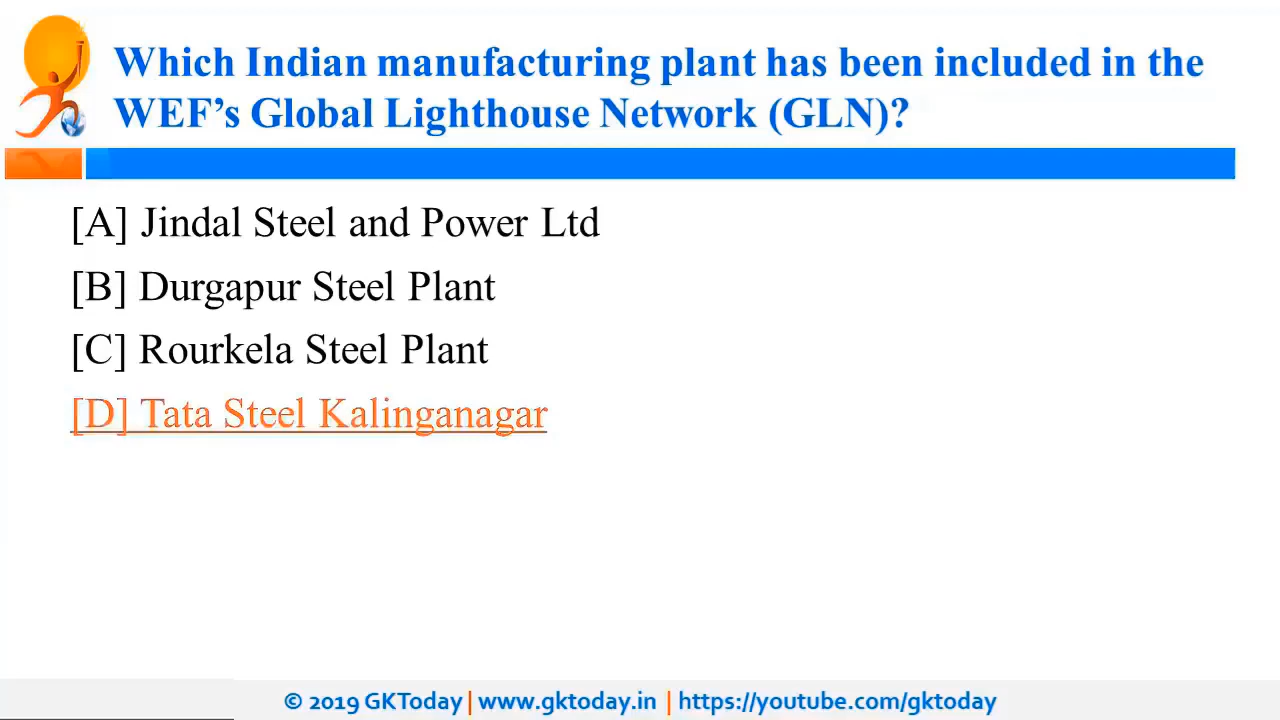 Which Indian manufacturing plant has been included in the
WEF’s Global Lighthouse Network (GLN)?
[A] Jindal Steel and Power Ltd
[B] Durgapur Steel Plant
[C] Rourkela Steel Plant
[D] Tata Steel Kalinganagar
© 2019 GKToday | www.gktoday.in | https://youtube.com/gktoday